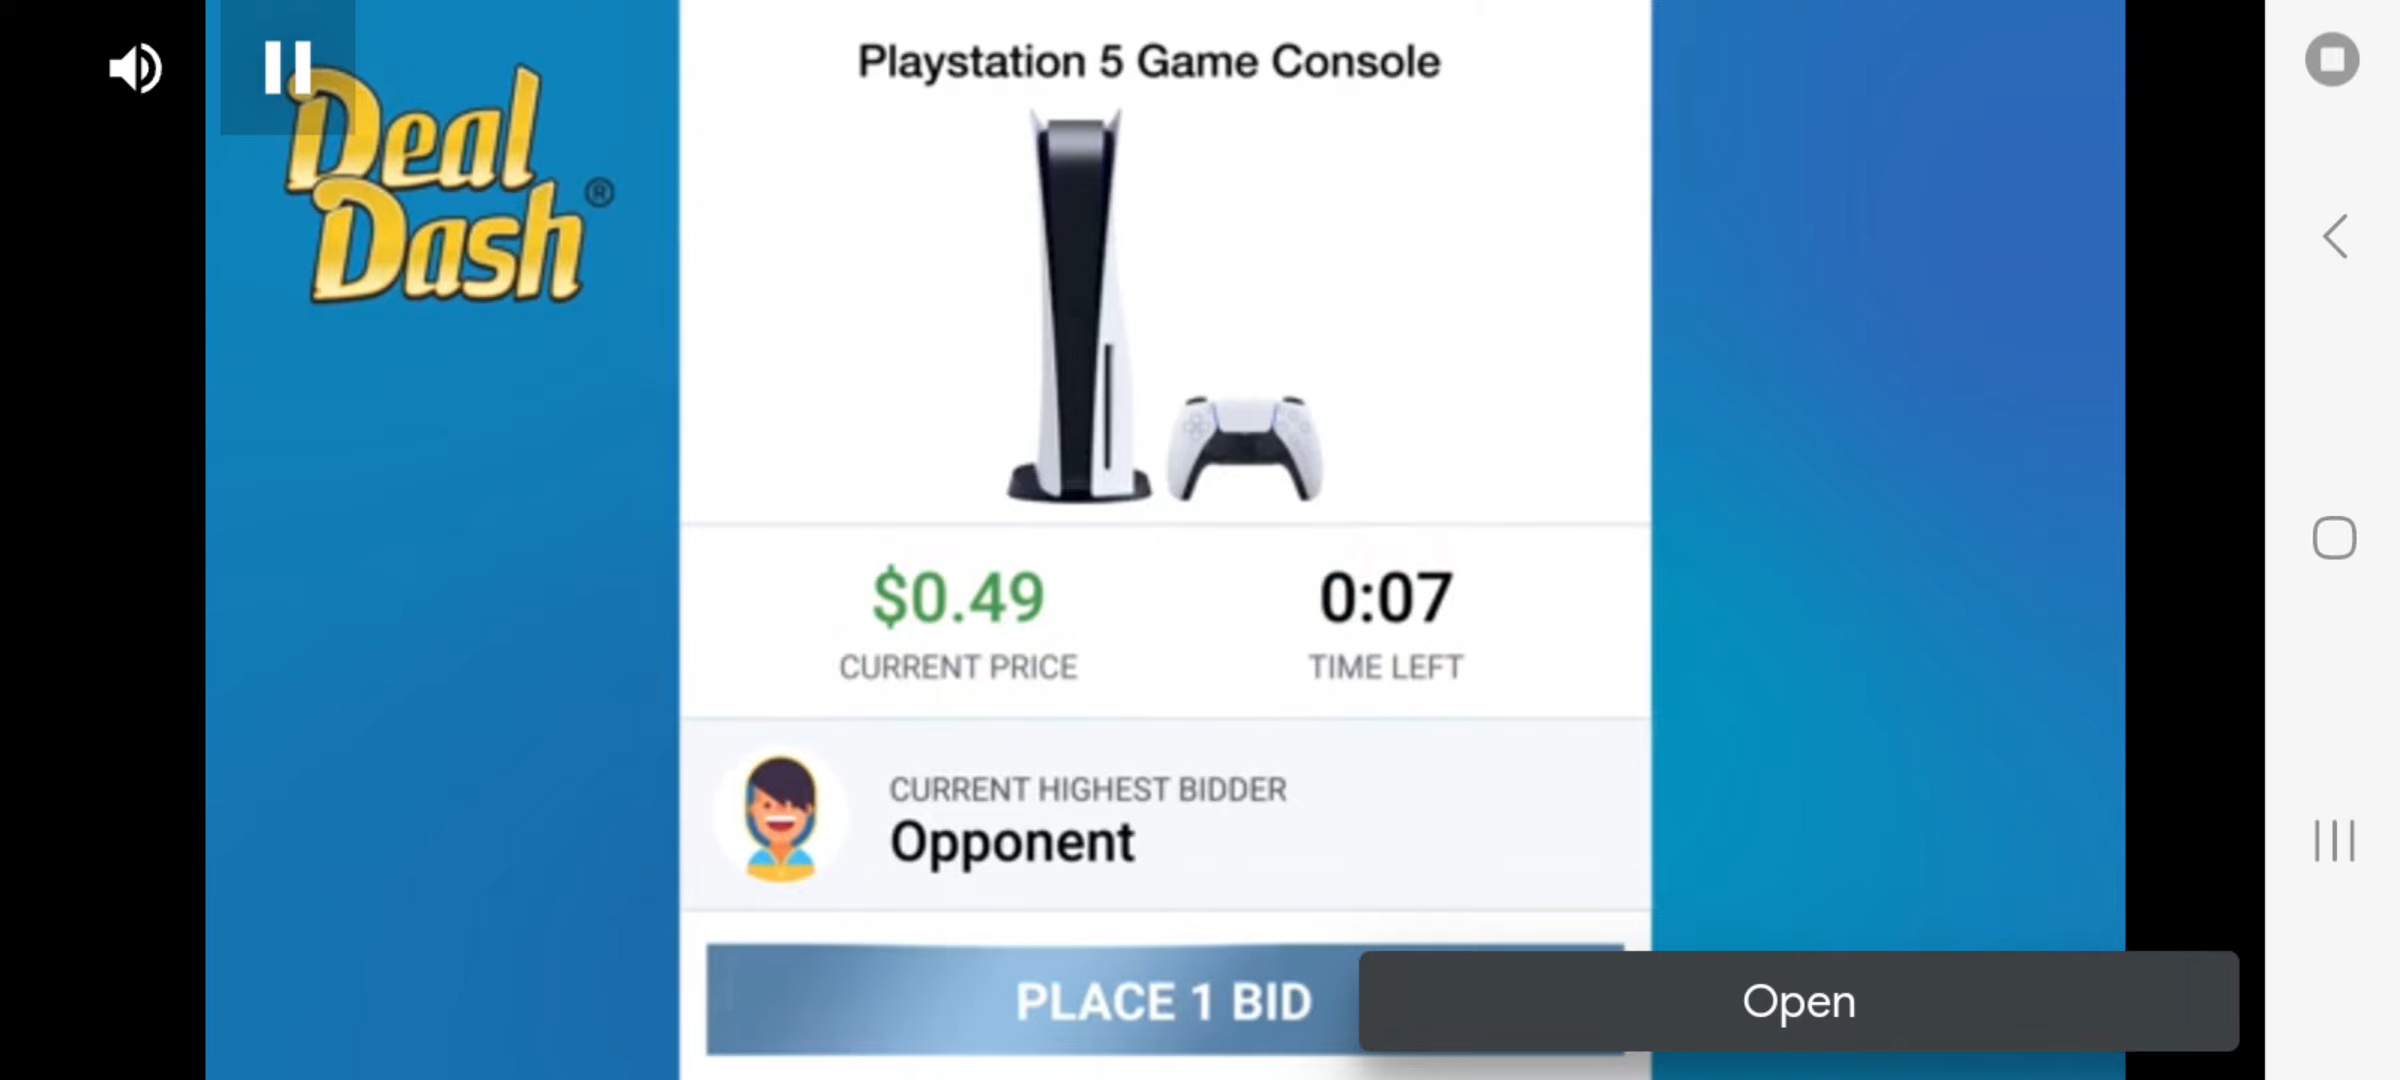 Deal
Dash®
Playstation 5 Game Console
$0.49
CURRENT PRICE
0:07
TIME LEFT
CURRENT HIGHEST BIDDER
Opponent
PLACE 1 BID
Open